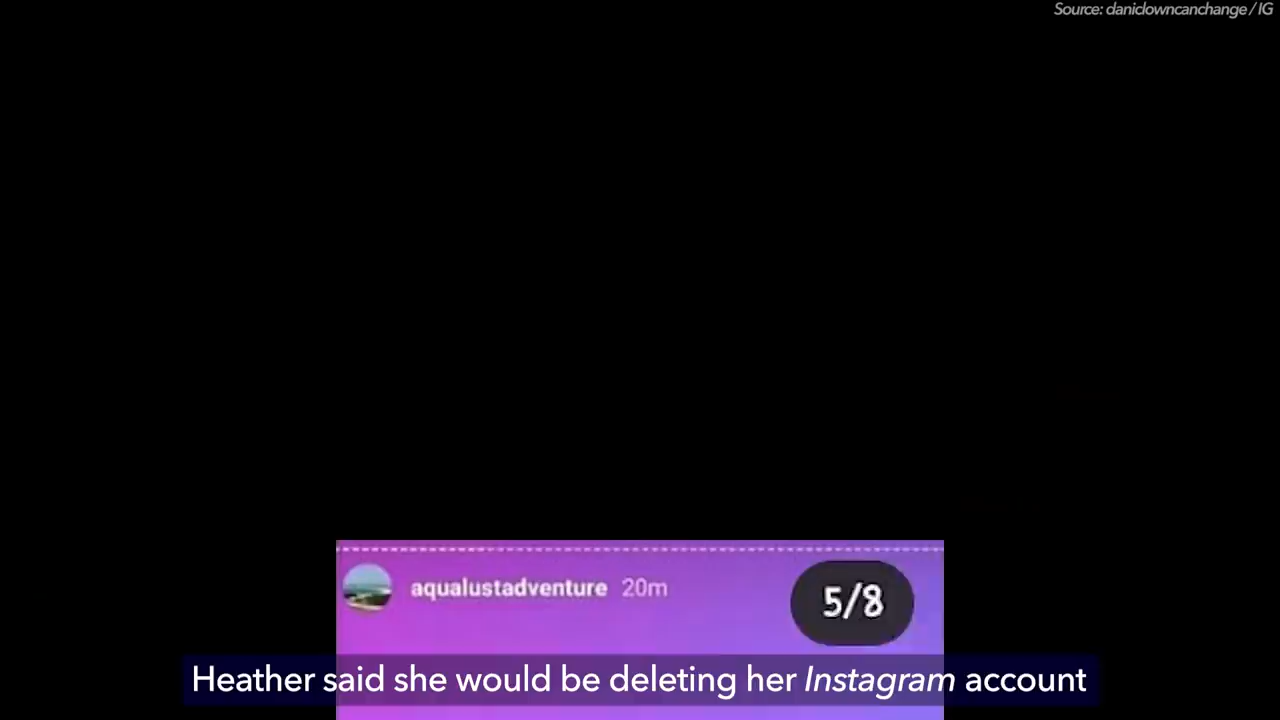 Source: daniclowncanchange / IG
aqualustadventure 20m
5/8
Heather said she would be deleting her Instagram account